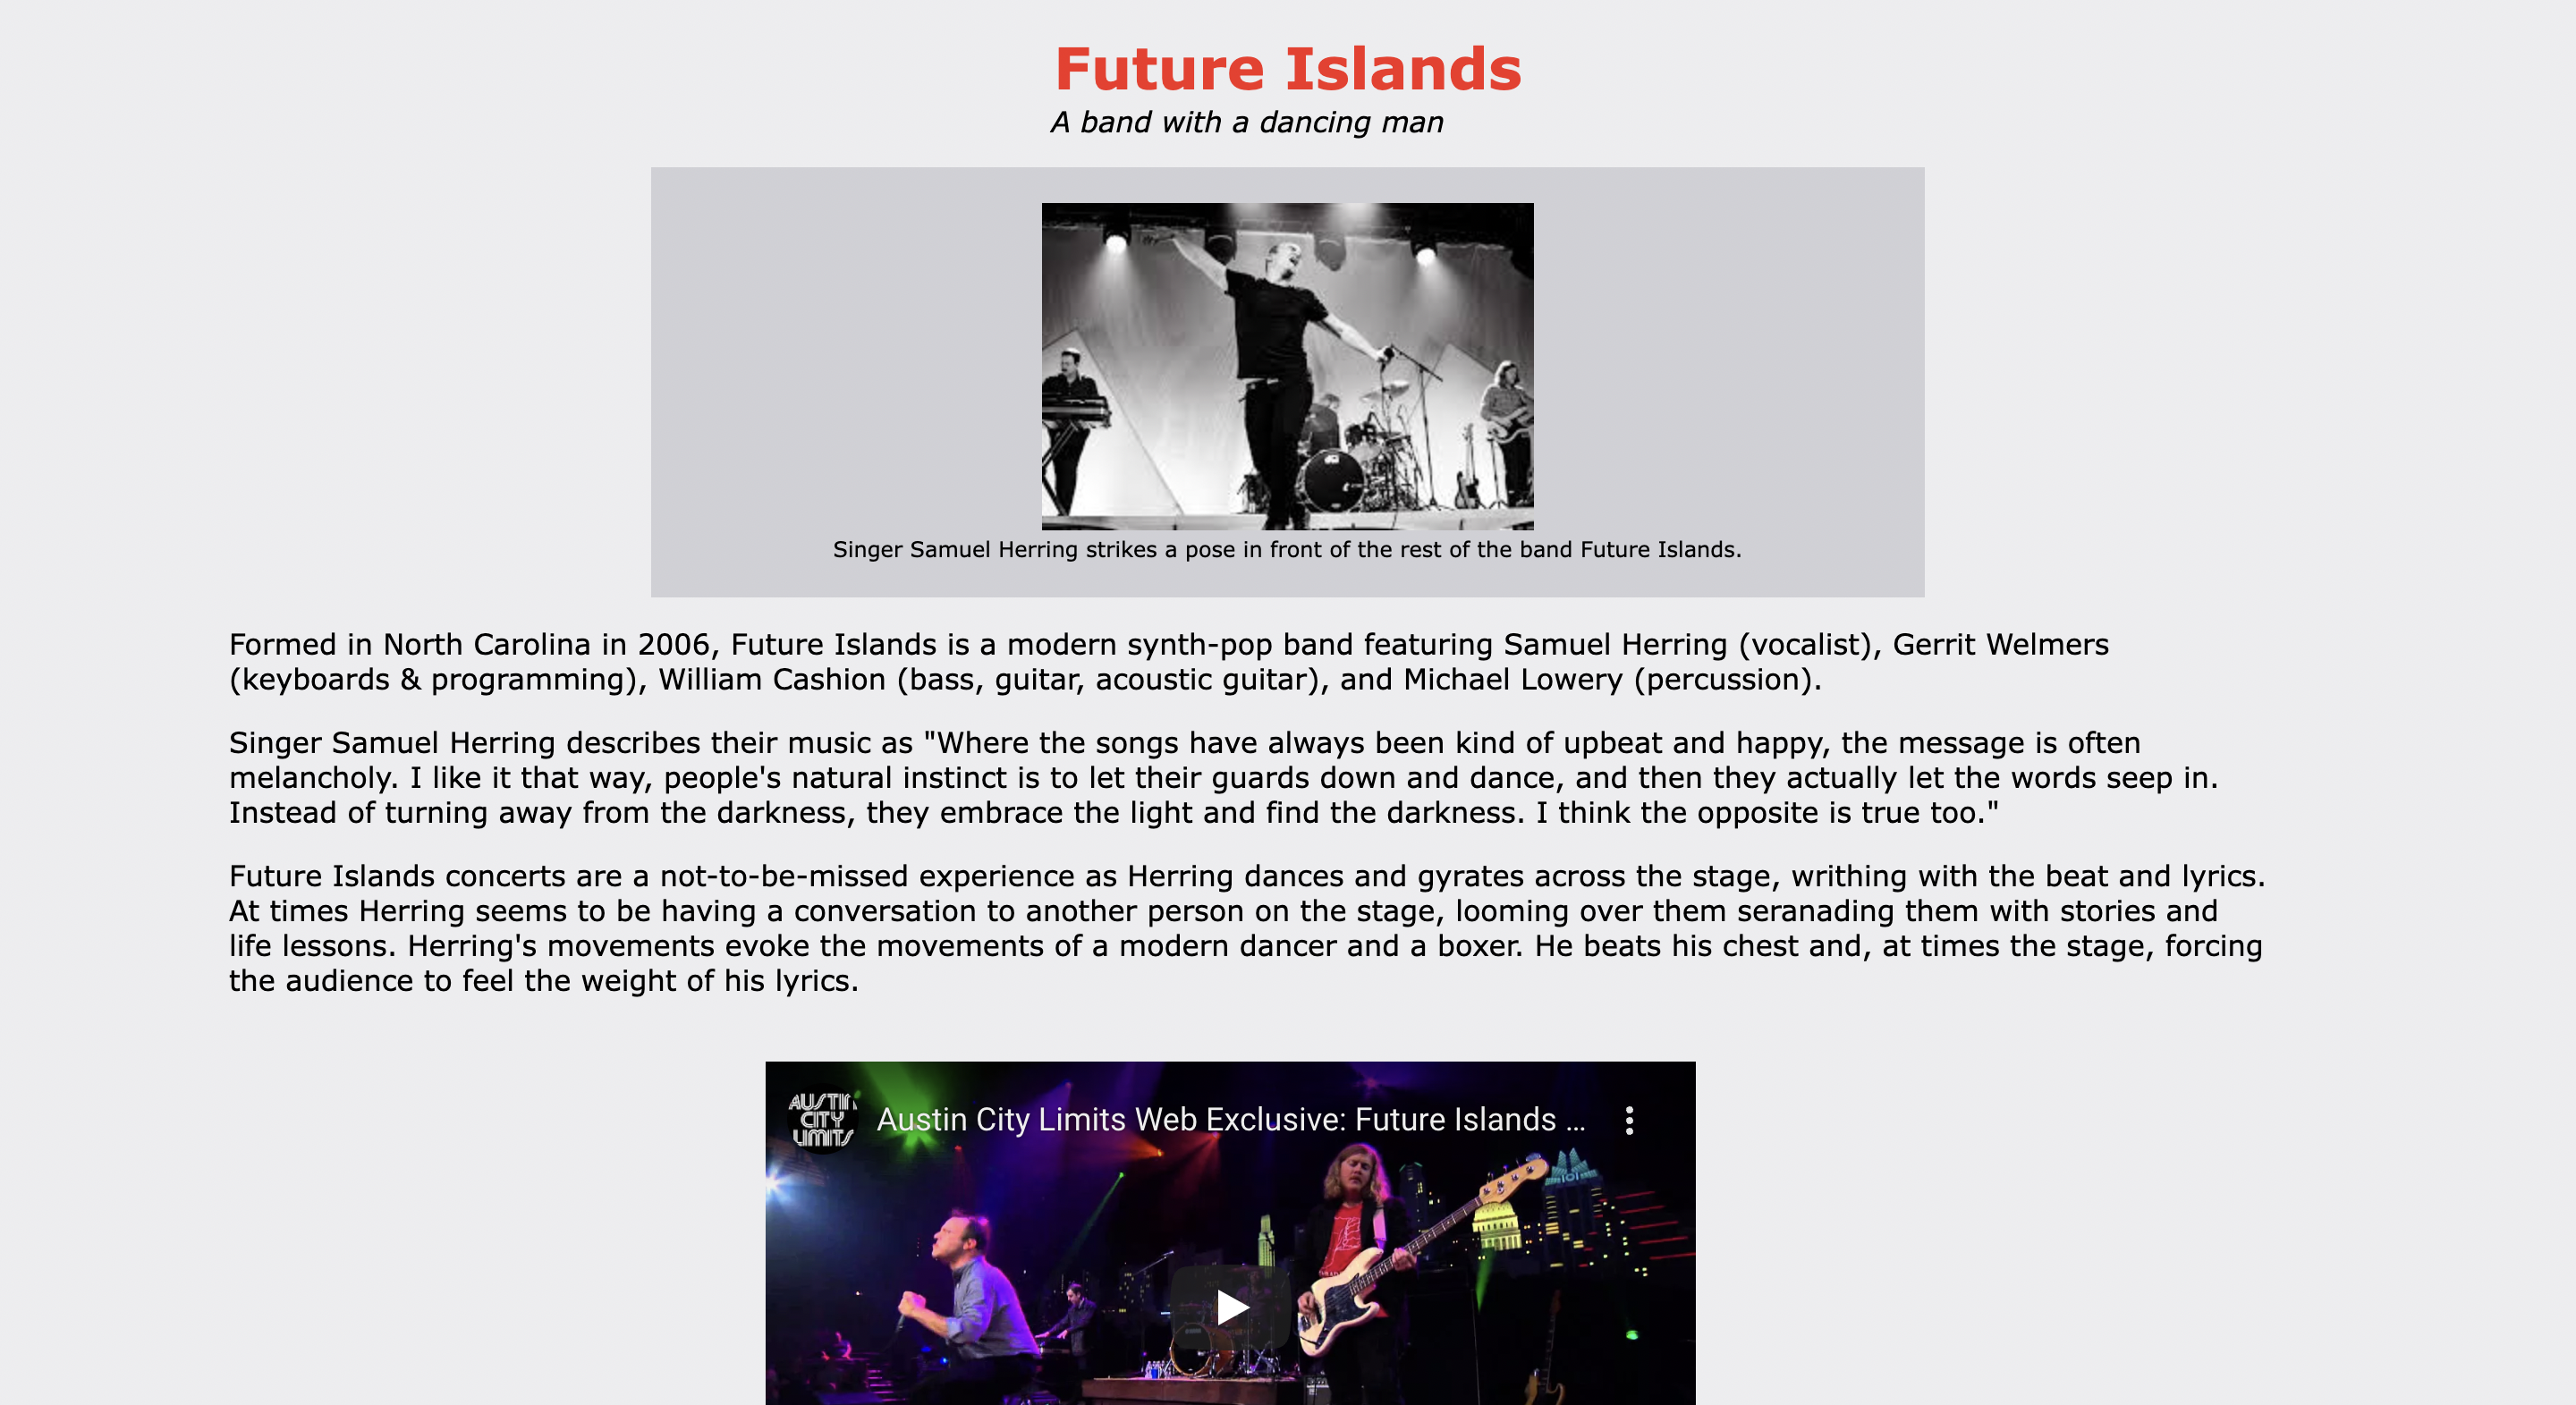 Future Islands
A band with a dancing man
Singer Samuel Herring strikes a pose in front of the rest of the band Future Islands.
Formed in North Carolina in 2006, Future Islands is a modern synth-pop band featuring Samuel Herring (vocalist), Gerrit Welmers
(keyboards & programming), William Cashion (bass, guitar, acoustic guitar), and Michael Lowery (percussion).
Singer Samuel Herring describes their music as "Where the songs have always been kind of upbeat and happy, the message is often
melancholy. I like it that way, people's natural instinct is to let their guards down and dance, and then they actually let the words seep in.
Instead of turning away from the darkness, they embrace the light and find the darkness. I think the opposite is true too."
Future Islands concerts are a not-to-be-missed experience as Herring dances and gyrates across the stage, writhing with the beat and lyrics.
At times Herring seems to be having a conversation to another person on the stage, looming over them seranading them with stories and
life lessons. Herring's movements evoke the movements of a modern dancer and a boxer. He beats his chest and, at times the stage, forcing
the audience to feel the weight of his lyrics.
AUSTIN
CITY
LIMITS
Austin City Limits Web Exclusive: Future Islands ...